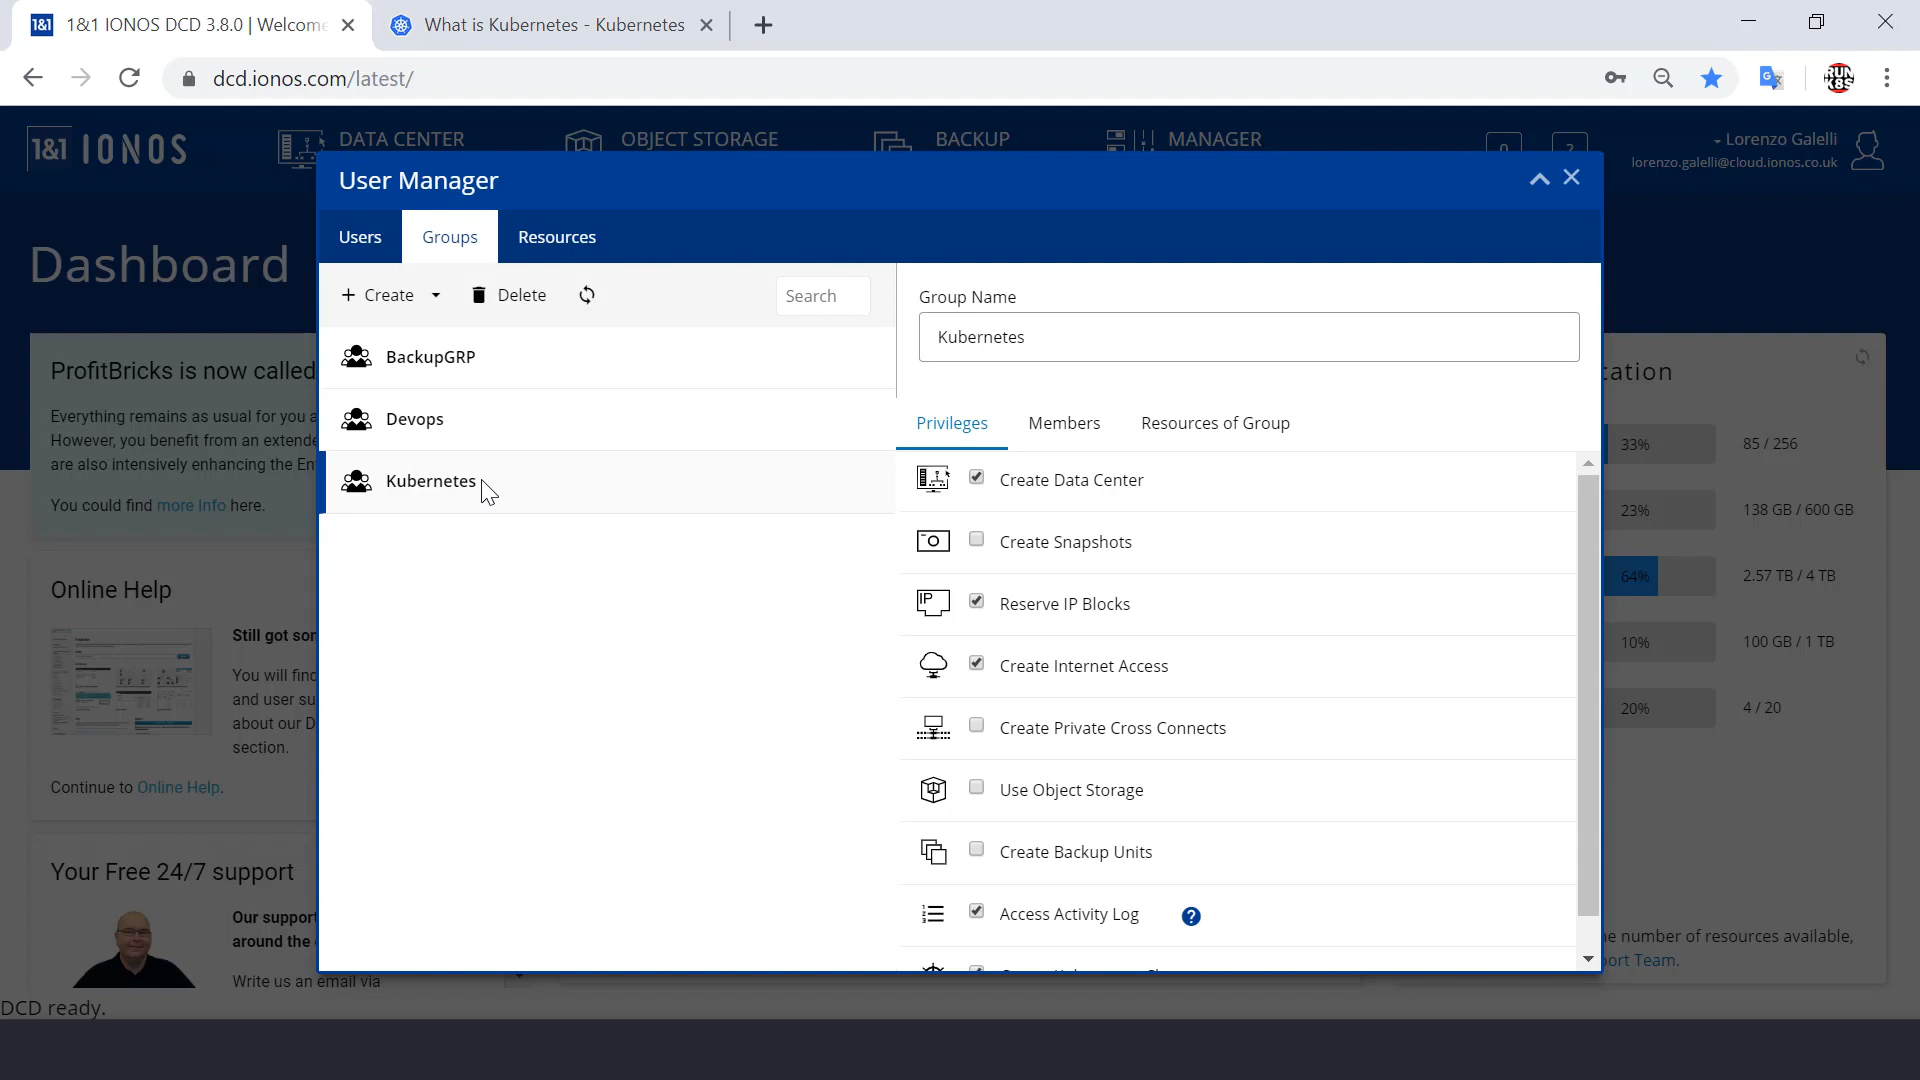 1&1 IONOS DCD 3.8.0 | Welcome
What is Kubernetes - Kubernetes
dcd.ionos.com/latest/
RUN
K8S
1&1 IONOS
DATA CENTER
OBJECT STORAGE
BACKUP
MANAGER
Lorenzo Galelli
lorenzo.galelli@cloud.ionos.co.uk
User Manager
Users
Groups
Resources
Dashboard
Create
Delete
Search
BackupGRP
Devops
Kubernetes
Group Name
Kubernetes
Privileges
Members
Resources of Group
Create Data Center
Create Snapshots
IP
Reserve IP Blocks
Create Internet Access
Create Private Cross Connects
Use Object Storage
Create Backup Units
Access Activity Log
?
ProfitBricks is now called
Everything remains as usual for you a
However, you benefit from an extende
are also intensively enhancing the En
You could find more info here.
Online Help
Still got
You will find
and user su
about our D
section.
Continue to Online Help.
Your Free 24/7 support
Our support
around the
Write us an email via
cation
33%
85 / 256
23%
138 GB / 600 GB
64%
2.57 TB / 4 TB
10%
100 GB / 1 TB
20%
4 / 20
e number of resources available,
ort Team.
DCD ready.